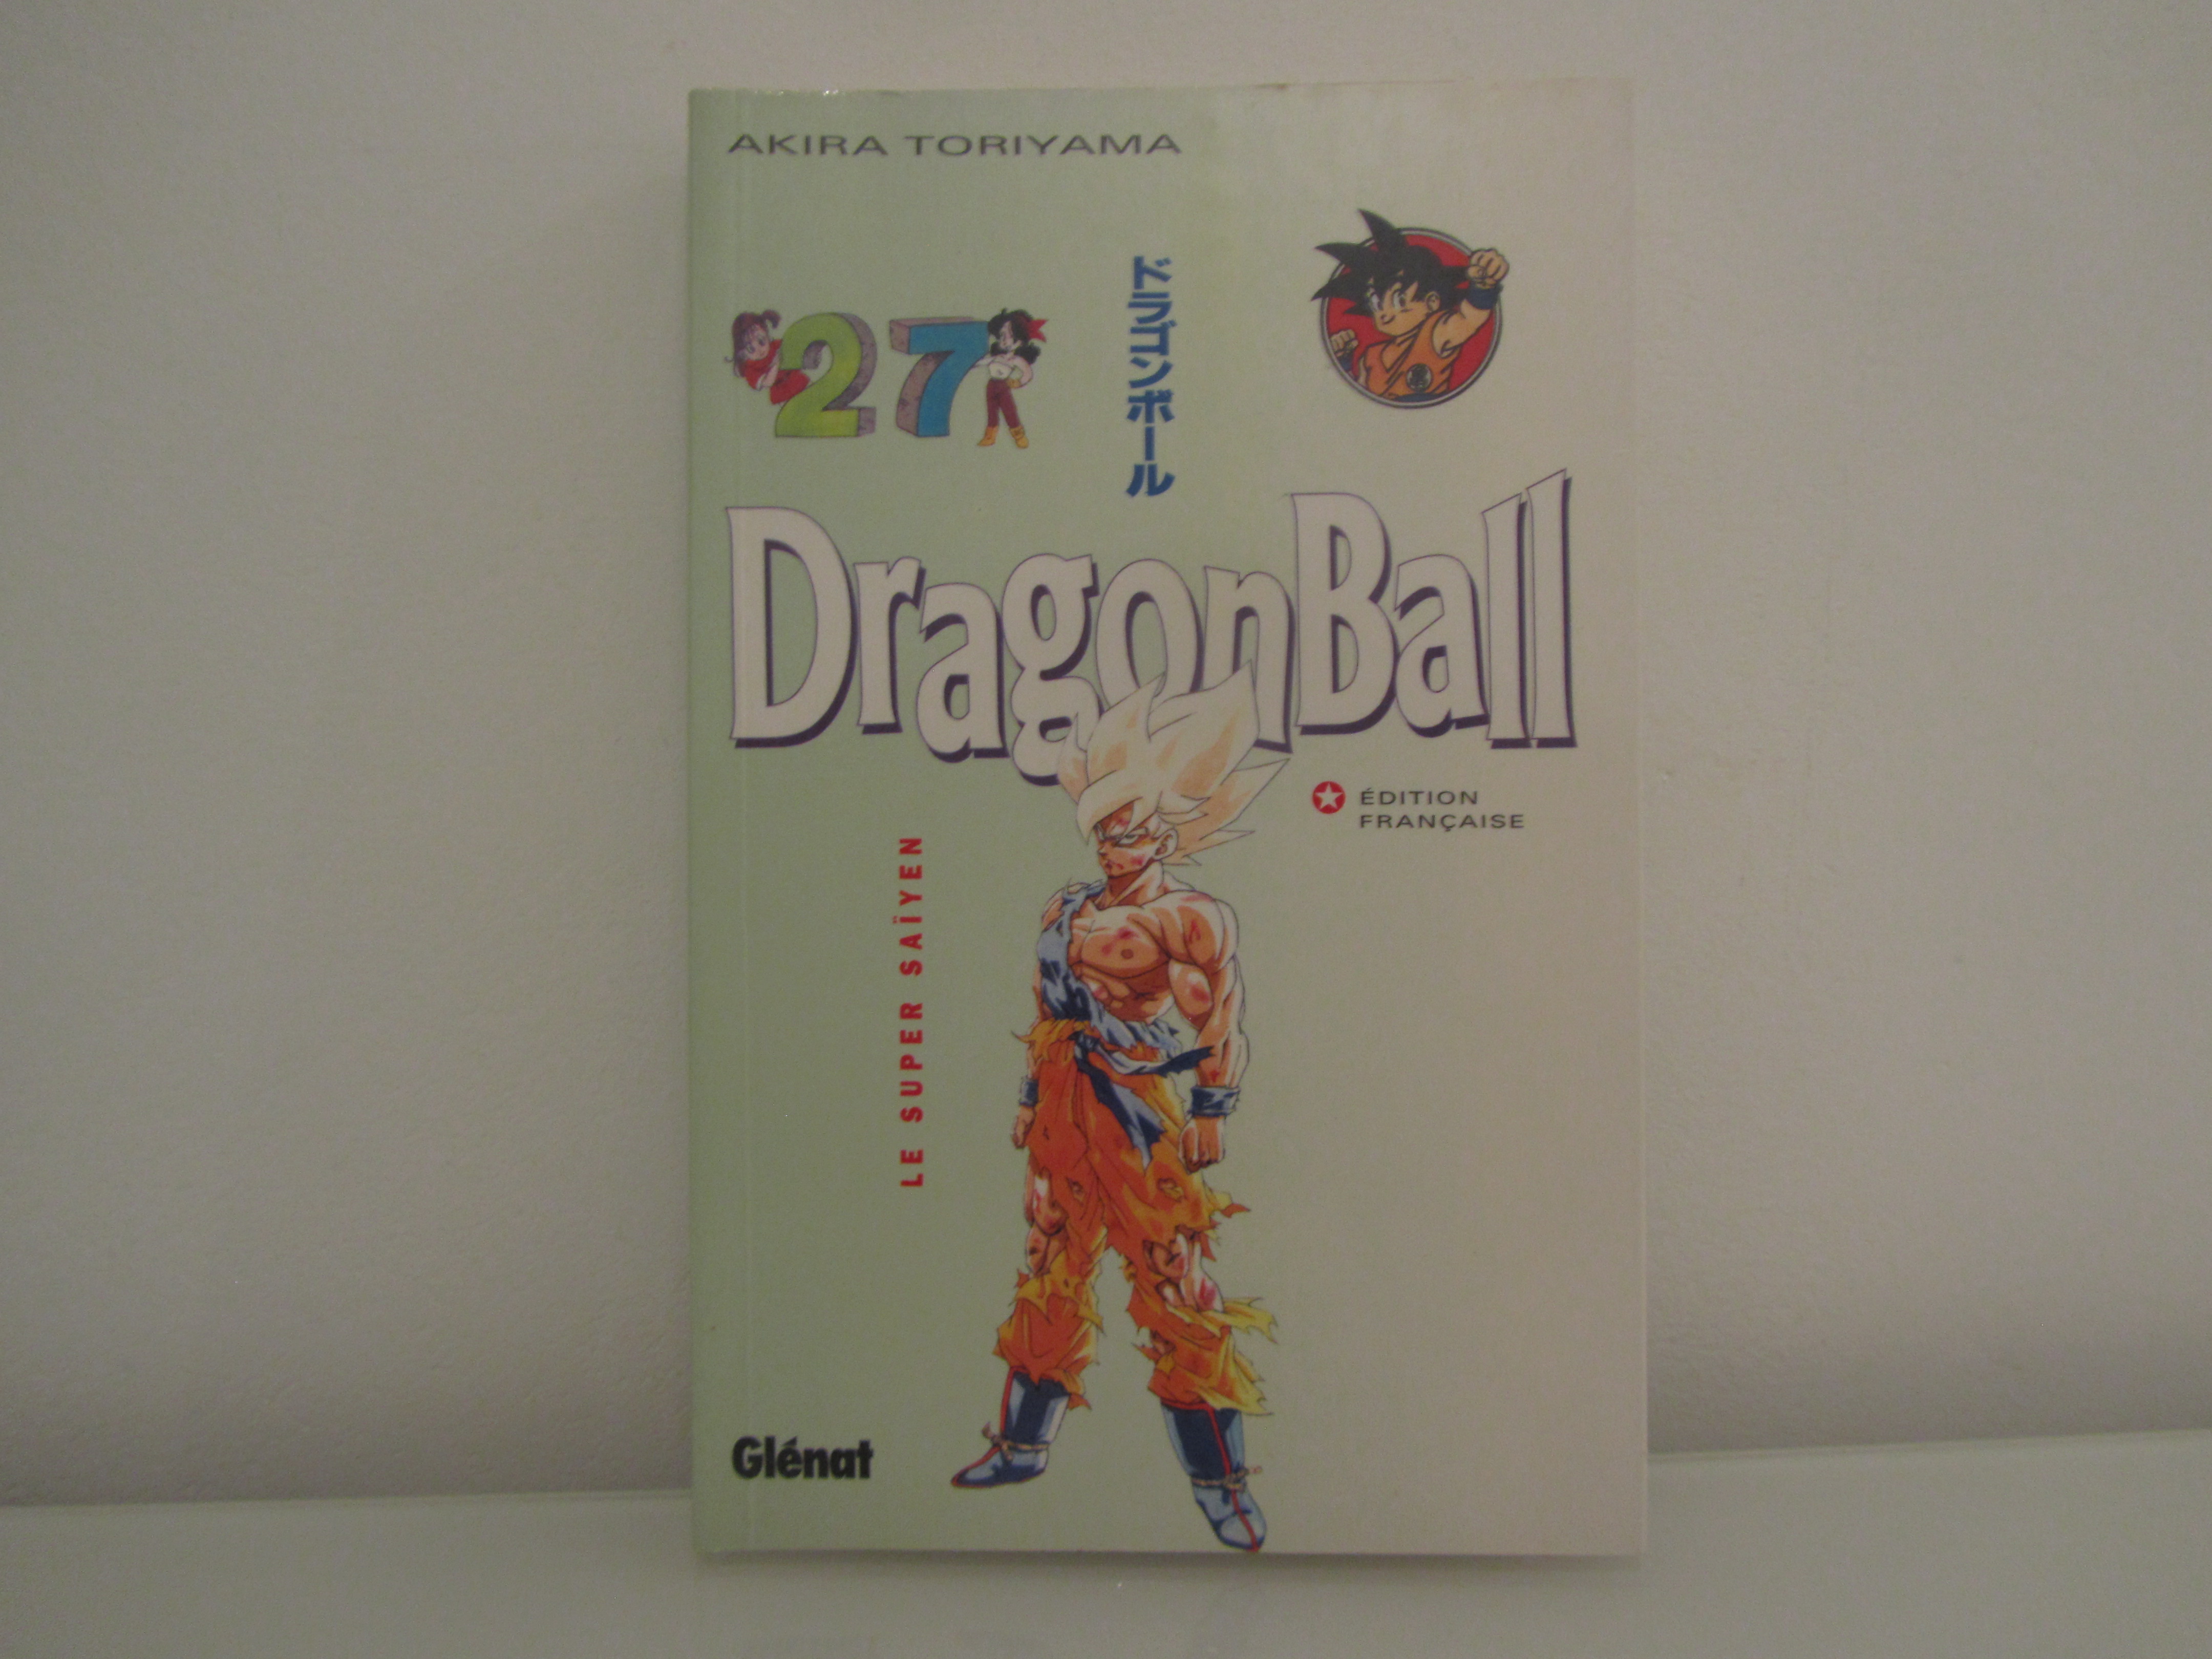 AKIRA TORIYAMA
27
ドラゴンボール
DragonBall
ÉDITION
FRANÇAISE
LE SUPER SAÏYEN
Glénat